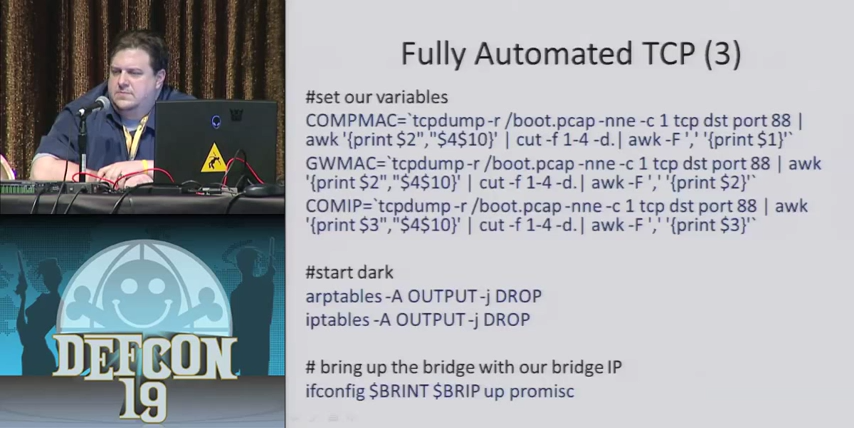 Fully Automated TCP (3)
#set our variables
COMPMAC=`tcpdump -r /boot.pcap -nne -c 1 tcp dst port 88 |
awk '{print $2","$4$10}' | cut -f 1-4 -d.| awk -F ',' '{print $1}'`
GWMAC=`tcpdump -r /boot.pcap -nne -c 1 tcp dst port 88 | awk
'{print $2","$4$10}' | cut -f 1-4 -d.| awk -F ',' '{print $2}'`
COMIP=`tcpdump -r /boot.pcap -nne -c 1 tcp dst port 88 | awk
'{print $3","$4$10}' | cut -f 1-4 -d.| awk -F ',' '{print $3}'`
#start dark
arptables -A OUTPUT -j DROP
iptables -A OUTPUT -j DROP
# bring up the bridge with our bridge IP
ifconfig $BRINT $BRIP up promisc
DEFCON
19